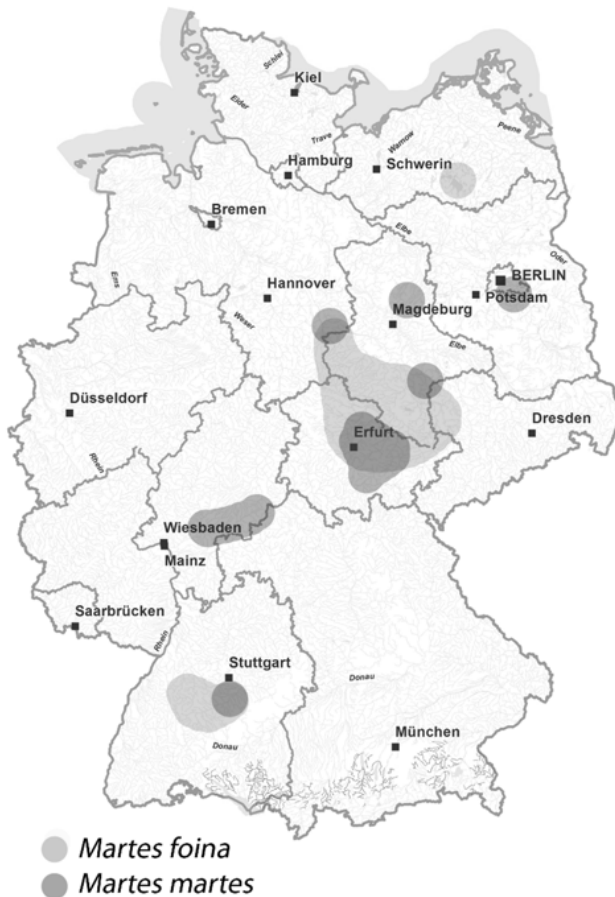 Schlei
Kiel
Eider
Trave
Warnow
Peene
Hamburg
Schwerin
Bremen
Elbe
Oder
Ems
Hannover
BERLIN
Potsdam
Magdeburg
Weser
Elbe
Düsseldorf
Dresden
Erfurt
Rhein
Wiesbaden
Mainz
Saarbrücken
Rhein
Stuttgart
Donau
Donau
München
Martes foina
Martes martes